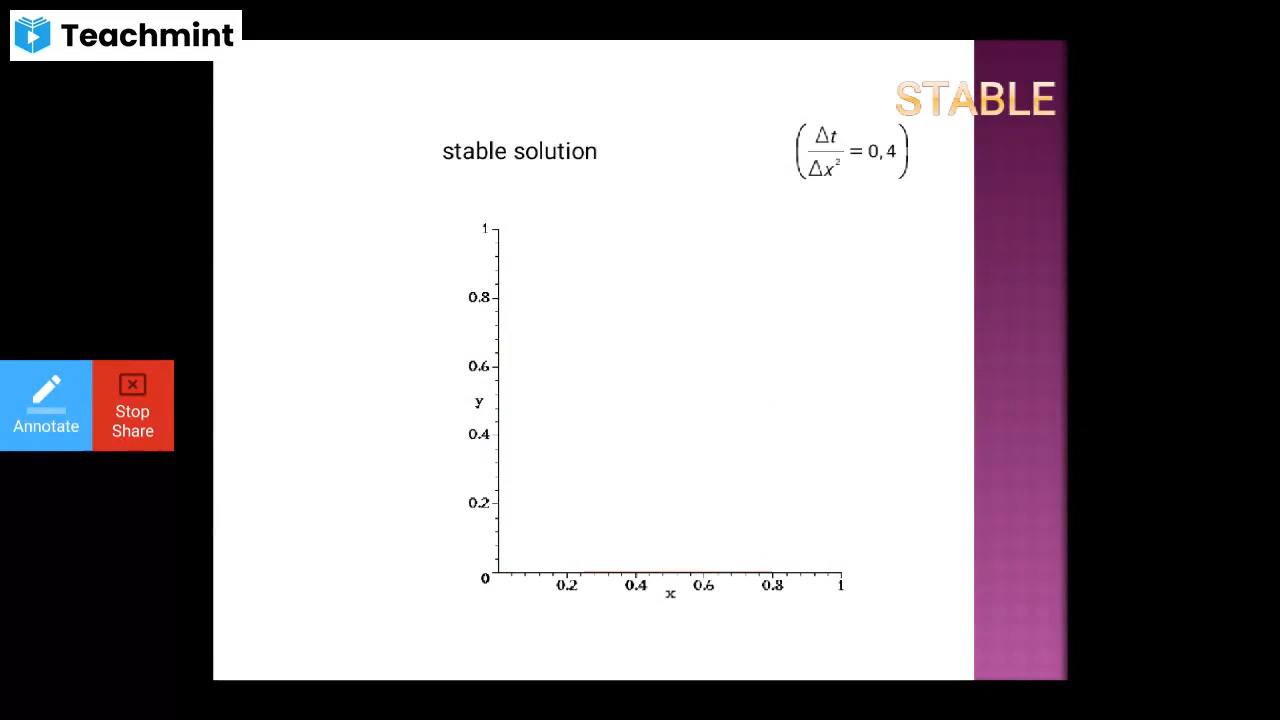 Teachmint
STABLE
stable solution
(Δt/Δx² = 0,4)
1
0.8
0.6
y
0.4
0.2
0
0.2 0.4 0.6 0.8 1
x
Annotate
Stop
Share